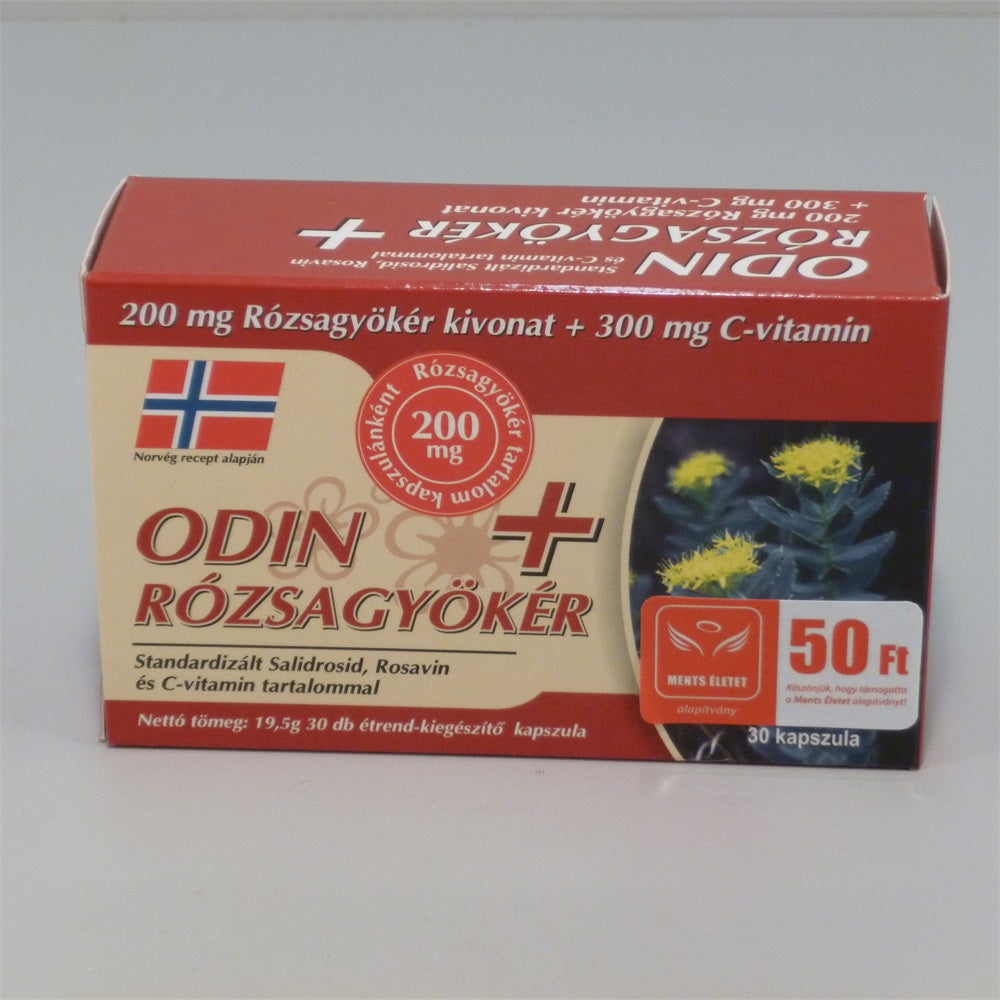 ODIN +
RÓZSAGYÖKÉR
200 mg Rózsagyökér kivonat
+ 300 mg C-vitamin
Standardizált Salidrosid, Rosavin
és C-vitamin tartalommal
200 mg Rózsagyökér kivonat + 300 mg C-vitamin
Norvég recept alapján
Rózsagyökér tartalom kapszulánként
200
mg
ODIN +
RÓZSAGYÖKÉR
Standardizált Salidrosid, Rosavin
és C-vitamin tartalommal
Nettó tömeg: 19,5g 30 db étrend-kiegészítő kapszula
MENTS ÉLETET
alapítvány
50 Ft
Köszönjük, hogy támogatta
a Ments Életet alapítványt!
30 kapszula